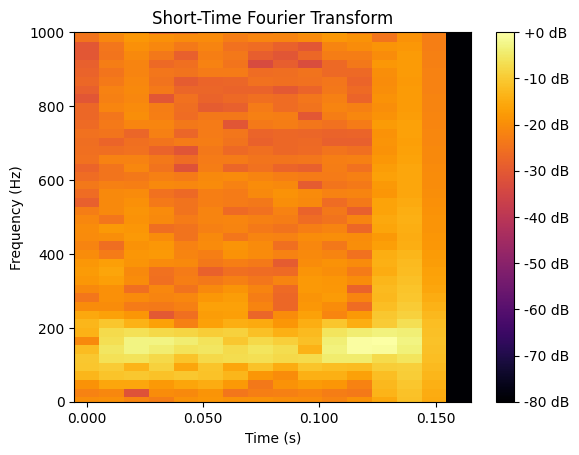 Short-Time Fourier Transform
1000
800
600
400
200
0
Frequency (Hz)
0.000
0.050
0.100
0.150
Time (s)
+0 dB
-10 dB
-20 dB
-30 dB
-40 dB
-50 dB
-60 dB
-70 dB
-80 dB